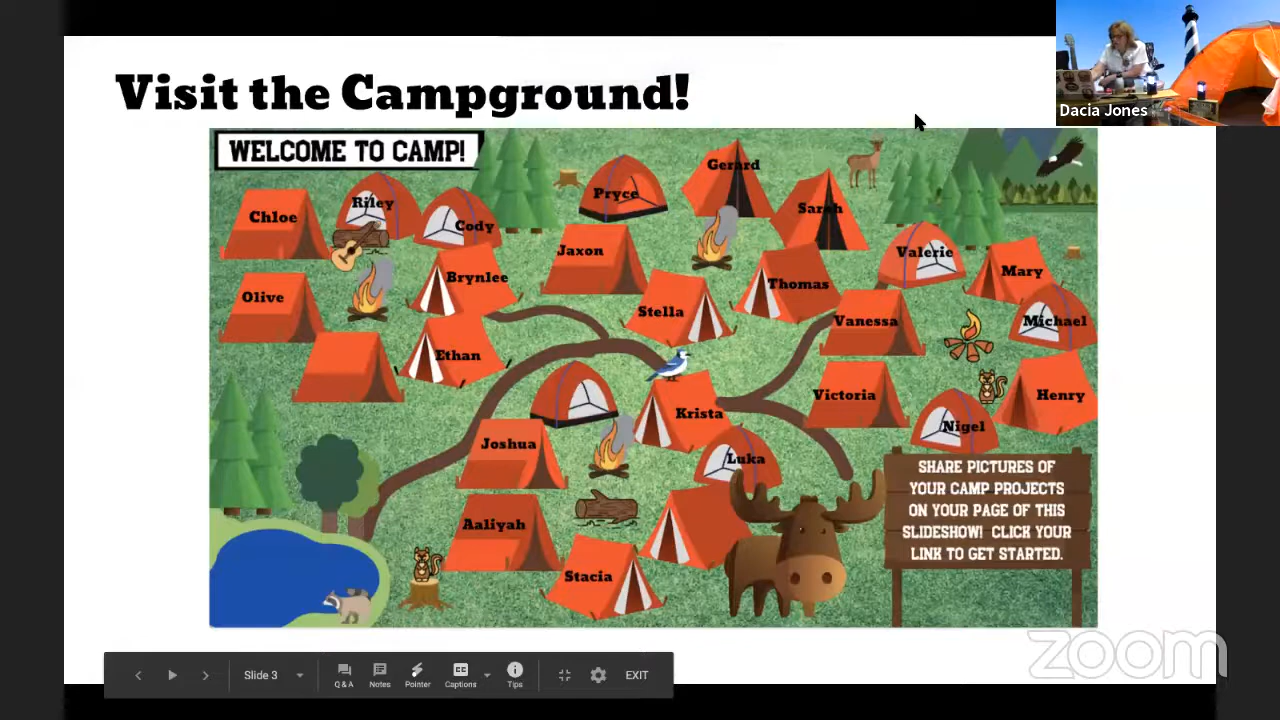 Visit the Campground!
Dacia Jones
WELCOME TO CAMP!
Gerard
Pryce
Riley
Chloe
Cody
Sarah
Jaxon
Valerie
Brynlee
Mary
Thomas
Olive
Stella
Vanessa
Michael
Ethan
Victoria
Henry
Krista
Nigel
Joshua
Luka
Aaliyah
Stacia
SHARE PICTURES OF
YOUR CAMP PROJECTS
ON YOUR PAGE OF THIS
SLIDESHOW! CLICK YOUR
LINK TO GET STARTED.
zoom
Slide 3
Q & A
Notes
Pointer
CC
Captions
Tips
EXIT